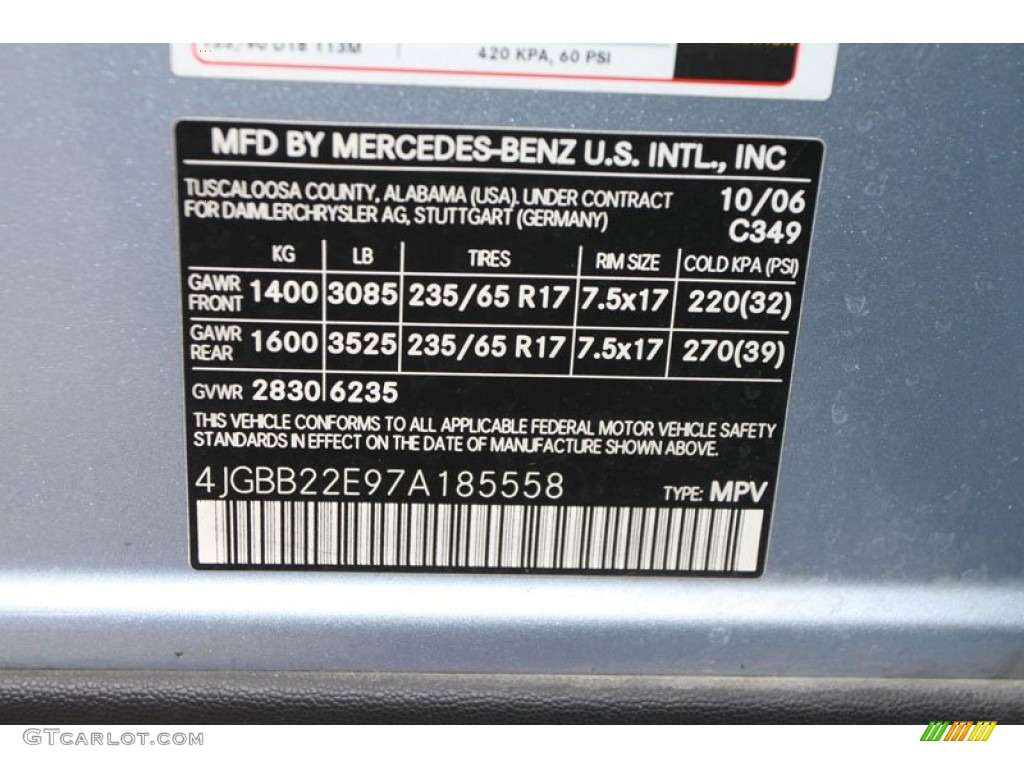 420 KPA, 60 PSI
MFD BY MERCEDES-BENZ U.S. INTL., INC
TUSCALOOSA COUNTY, ALABAMA (USA). UNDER CONTRACT 10/06
FOR DAIMLERCHRYSLER AG, STUTTGART (GERMANY) C349
KG LB TIRES RIM SIZE COLD KPA (PSI)
GAWR FRONT 1400 3085 235/65 R17 7.5x17 220(32)
GAWR REAR 1600 3525 235/65 R17 7.5x17 270(39)
GVWR 2830 6235
THIS VEHICLE CONFORMS TO ALL APPLICABLE FEDERAL MOTOR VEHICLE SAFETY
STANDARDS IN EFFECT ON THE DATE OF MANUFACTURE SHOWN ABOVE.
4JGBB22E97A185558 TYPE: MPV
GTCarLot.com